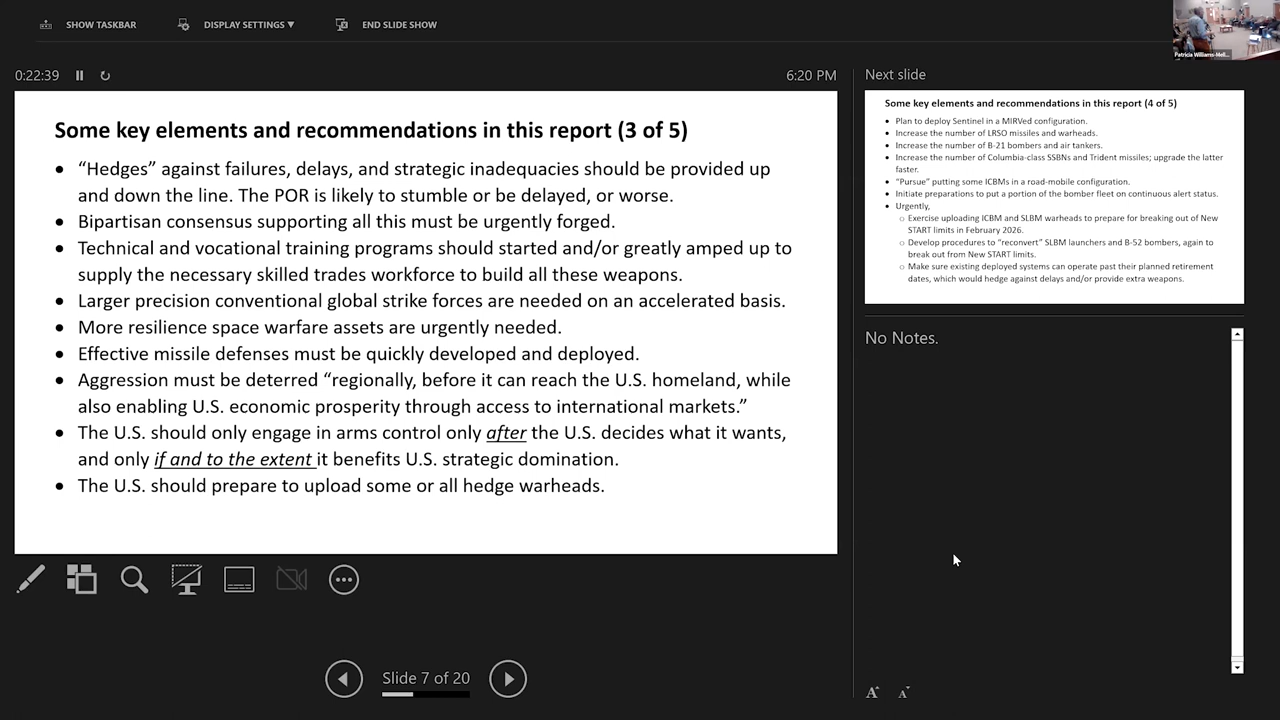 SHOW TASKBAR
DISPLAY SETTINGS ▼
END SLIDE SHOW
Patricia Williams-Mell...
0:22:39
6:20 PM
Some key elements and recommendations in this report (3 of 5)
• “Hedges” against failures, delays, and strategic inadequacies should be provided up
and down the line. The POR is likely to stumble or be delayed, or worse.
• Bipartisan consensus supporting all this must be urgently forged.
• Technical and vocational training programs should started and/or greatly amped up to
supply the necessary skilled trades workforce to build all these weapons.
• Larger precision conventional global strike forces are needed on an accelerated basis.
• More resilience space warfare assets are urgently needed.
• Effective missile defenses must be quickly developed and deployed.
• Aggression must be deterred “regionally, before it can reach the U.S. homeland, while
also enabling U.S. economic prosperity through access to international markets.”
• The U.S. should only engage in arms control only after the U.S. decides what it wants,
and only if and to the extent it benefits U.S. strategic domination.
• The U.S. should prepare to upload some or all hedge warheads.
Slide 7 of 20
Next slide
Some key elements and recommendations in this report (4 of 5)
• Plan to deploy Sentinel in a MIRVed configuration.
• Increase the number of LRSO missiles and warheads.
• Increase the number of B-21 bombers and air tankers.
• Increase the number of Columbia-class SSBNs and Trident missiles; upgrade the latter
faster.
• “Pursue” putting some ICBMs in a road-mobile configuration.
• Initiate preparations to put a portion of the bomber fleet on continuous alert status.
• Urgently,
o Exercise uploading ICBM and SLBM warheads to prepare for breaking out of New
START limits in February 2026.
o Develop procedures to “reconvert” SLBM launchers and B-52 bombers, again to
break out from New START limits.
o Make sure existing deployed systems can operate past their planned retirement
dates, which would hedge against delays and/or provide extra weapons.
No Notes.
A A